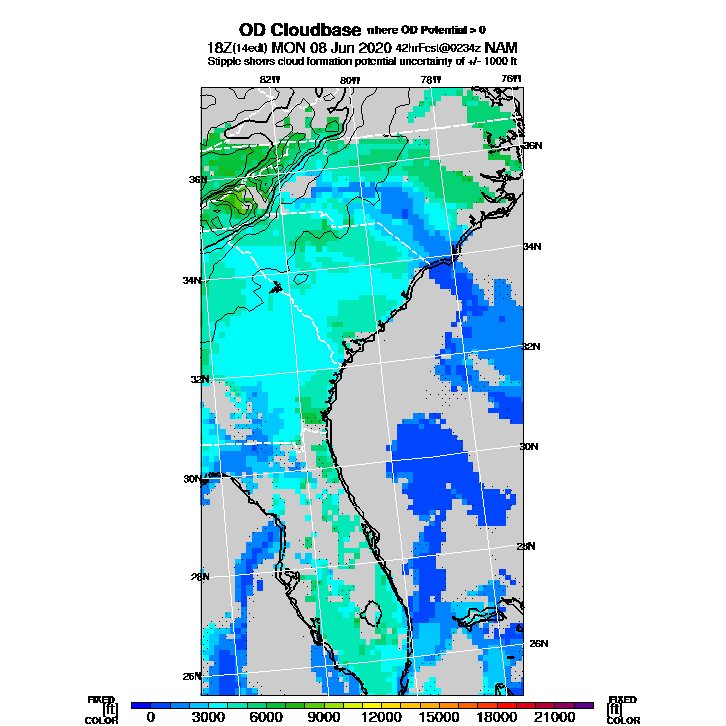 OD Cloudbase where OD Potential > 0
18Z(14edt) MON 08 Jun 2020 42hrFcst@0234z NAM
Stipple shows cloud formation potential uncertainty of +/- 1000 ft
82W 80W 78W 76W
36N 36N
34N 34N
32N 32N
30N 30N
28N 28N
26N 26N
FIXED FIXED
[ft] [ft]
COLOR COLOR
0 3000 6000 9000 12000 15000 18000 21000